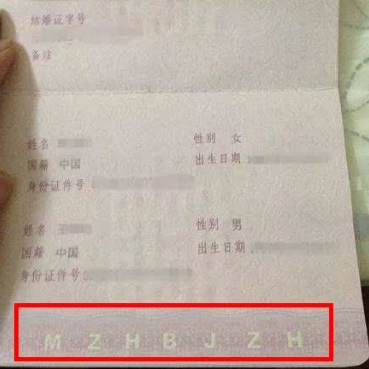 结婚证字号
备注
姓名 性别 女
国籍 中国 出生日期
身份证件号
姓名 性别 男
国籍 中国 出生日期
身份证件号
M Z H B J Z H